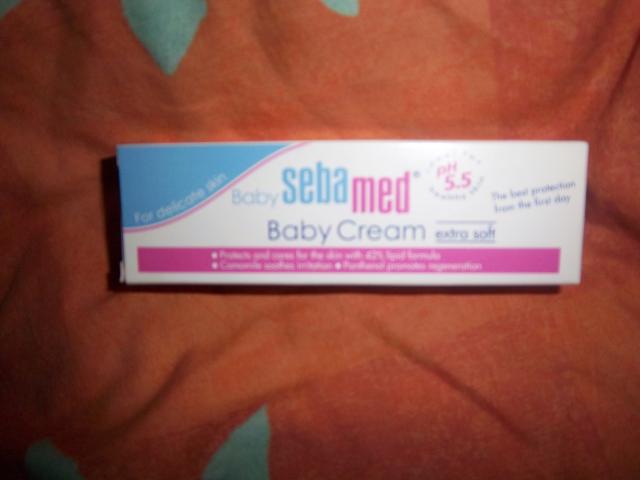 For delicate skin
Baby sebamed®
pH
5.5
The best protection
from the first day
Baby Cream extra soft
• Protects and cares for the skin with 42% lipid formula
• Camomile soothes irritation • Panthenol promotes regeneration